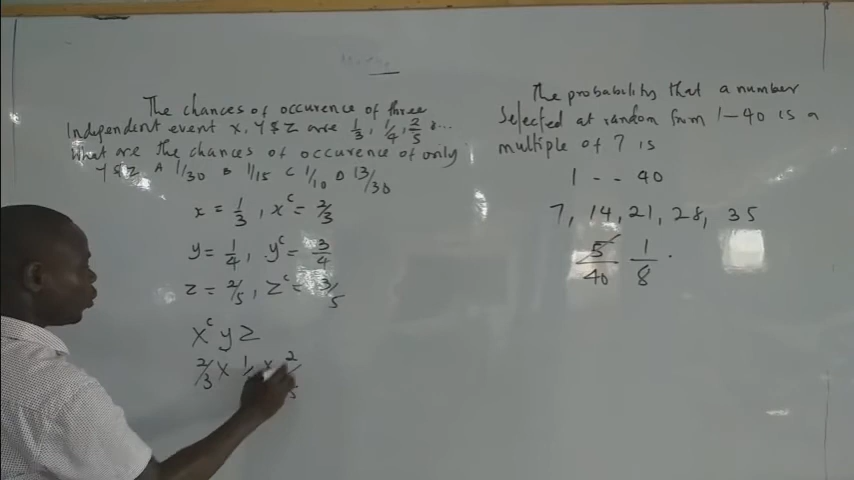 The chances of occurence of three
Independent event X, Y & Z are 1/3, 1/4, 2/5
What are the chances of occurence of only
Y & Z A 1/30 B 1/15 C 1/10 D 13/30
x = 1/3, x^c = 2/3
y = 1/4, y^c = 3/4
z = 2/5, z^c = 3/5
X^c y z
2/3 x 1/ x 2/5
The probability that a number
Selected at random from 1 - 40 is a
multiple of 7 is
1 - - 40
7, 14, 21, 28, 35
5/40 1/8 .